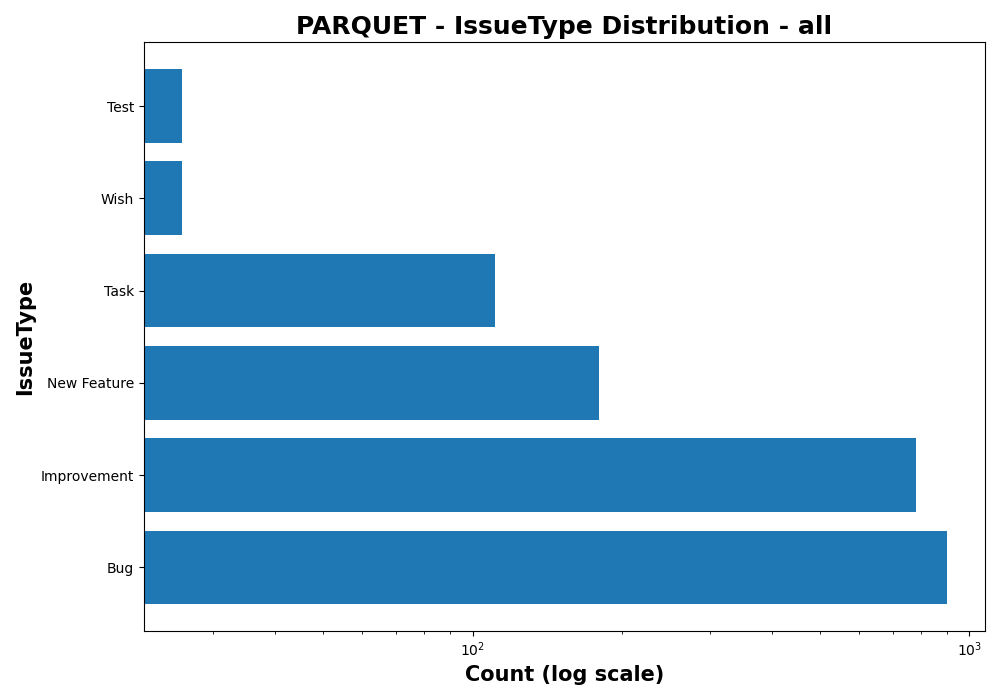 PARQUET - IssueType Distribution - all
IssueType
Test
Wish
Task
New Feature
Improvement
Bug
10²
10³
Count (log scale)